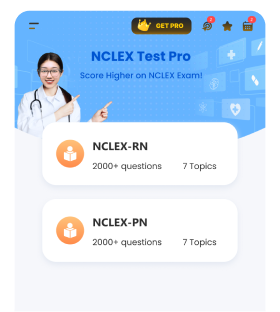 GET PRO
NCLEX Test Pro
Score Higher on NCLEX Exam!
NCLEX-RN
2000+ questions 7 Topics
NCLEX-PN
2000+ questions 7 Topics